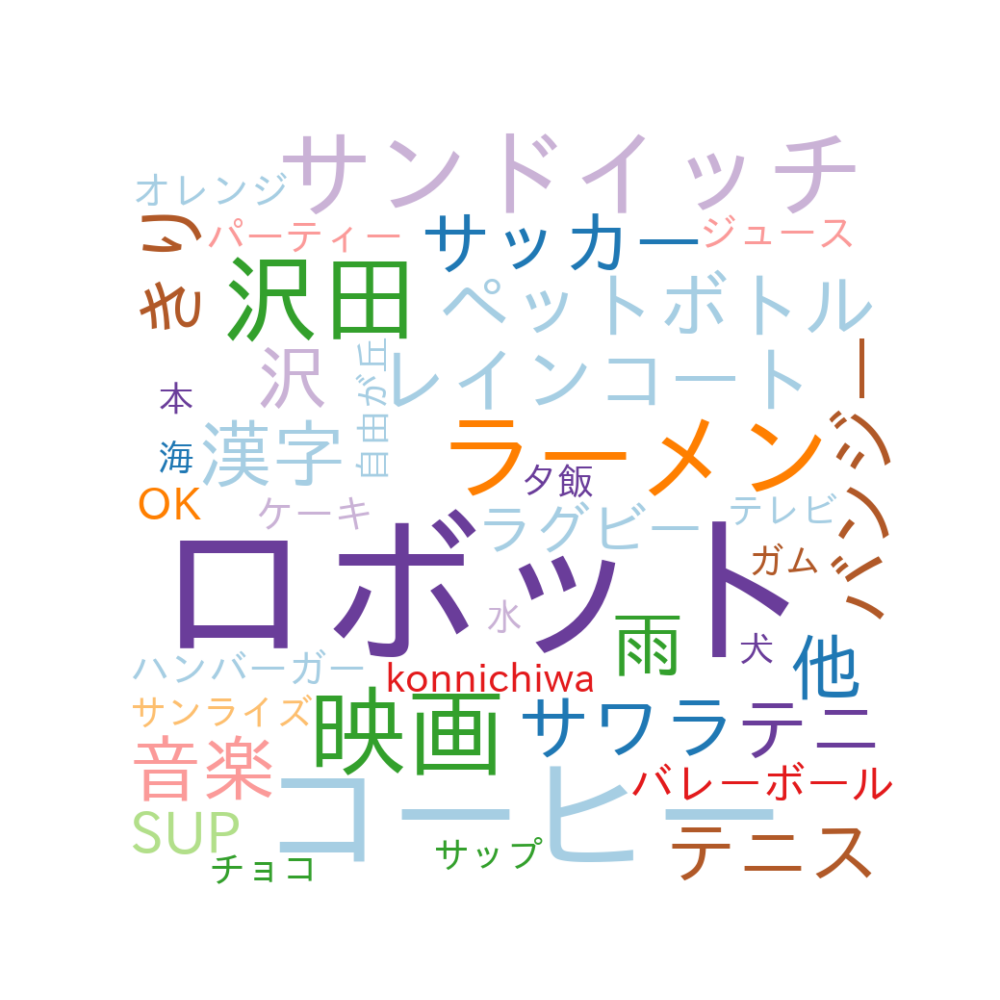 サンドイッチ
オレンジ
きり
パーティー
サッカー
ジュース
沢田
ペットボトル
沢
自由が丘
レインコート
本
漢字
海
ラーメン
バンジー
夕飯
OK
ケーキ
ラグビー
テレビ
ロボット
ガム
水
雨
犬
他
ハンバーガー
konnichiwa
サンライズ
映画
サワラ
テニ
音楽
コーヒー
バレーボール
SUP
チョコ
サップ
テニス